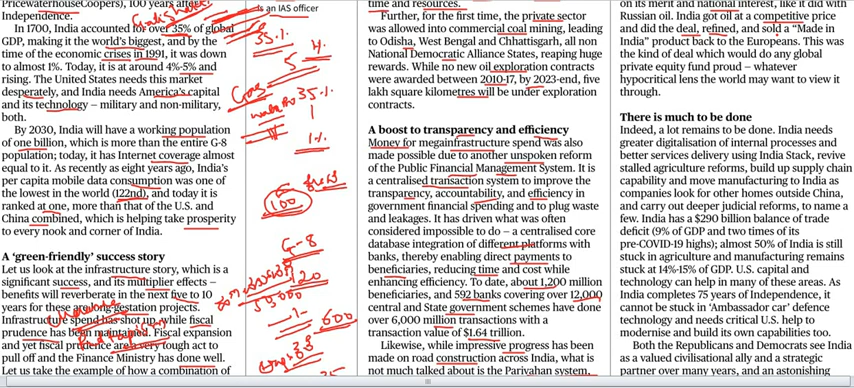 PricewaterhouseCoopers), 100 years after
Independence.
In 1700, India accounted for over 35% of global
GDP, making it the world's biggest, and by the
time of the economic crises in 1991, it was down
to almost 1%. Today, it is at around 4%-5% and
rising. The United States needs this market
desperately, and India needs America's capital
and its technology – military and non-military,
both.
By 2030, India will have a working population
of one billion, which is more than the entire G-8
population; today, it has Internet coverage almost
equal to it. As recently as eight years ago, India's
per capita mobile data consumption was one of
the lowest in the world (122nd), and today it is
ranked at one, more than that of the U.S. and
China combined, which is helping take prosperity
to every nook and corner of India.
A 'green-friendly' success story
Let us look at the infrastructure story, which is a
significant success, and its multiplier effects –
benefits will reverberate in the next five to 10
years for these long gestation projects.
Infrastructure spend has shot up, while fiscal
prudence has been maintained. Fiscal expansion
and yet fiscal prudence are a very tough act to
pull off and the Finance Ministry has done well.
Let us take the example of how a combination of
is an IAS officer
35%
4%
5
Gas
35%
1
1%
100
G-8
120
600
time and resources.
Further, for the first time, the private sector
was allowed into commercial coal mining, leading
to Odisha, West Bengal and Chhattisgarh, all non
National Democratic Alliance States, reaping huge
rewards. While no new oil exploration contracts
were awarded between 2010-17, by 2023-end, five
lakh square kilometres will be under exploration
contracts.
A boost to transparency and efficiency
Money for megainfrastructure spend was also
made possible due to another unspoken reform
of the Public Financial Management System. It is
a centralised transaction system to improve the
transparency, accountability, and efficiency in
government financial spending and to plug waste
and leakages. It has driven what was often
considered impossible to do – a centralised core
database integration of different platforms with
banks, thereby enabling direct payments to
beneficiaries, reducing time and cost while
enhancing efficiency. To date, about 1,200 million
beneficiaries, and 592 banks covering over 12,000
central and State government schemes have done
over 6,000 million transactions with a
transaction value of $1.64 trillion.
Likewise, while impressive progress has been
made on road construction across India, what is
not much talked about is the Parivahan system,
on its merit and national interest, like it did with
Russian oil. India got oil at a competitive price
and did the deal, refined, and sold a "Made in
India" product back to the Europeans. This was
the kind of deal which would do any global
private equity fund proud – whatever
hypocritical lens the world may want to view it
through.
There is much to be done
Indeed, a lot remains to be done. India needs
greater digitalisation of internal processes and
better services delivery using India Stack, revive
stalled agriculture reforms, build up supply chain
capability and move manufacturing to India as
companies look for other homes outside China,
and carry out deeper judicial reforms, to name a
few. India has a $290 billion balance of trade
deficit (9% of GDP and two times of its
pre-COVID-19 highs); almost 50% of India is still
stuck in agriculture and manufacturing remains
stuck at 14%-15% of GDP. U.S. capital and
technology can help in many of these areas. As
India completes 75 years of Independence, it
cannot be stuck in 'Ambassador car' defence
technology and needs critical U.S. help to
modernise and build its own capabilities too.
Both the Republicans and Democrats see India
as a valued civilisational ally and a strategic
partner over many years, and an astonishing